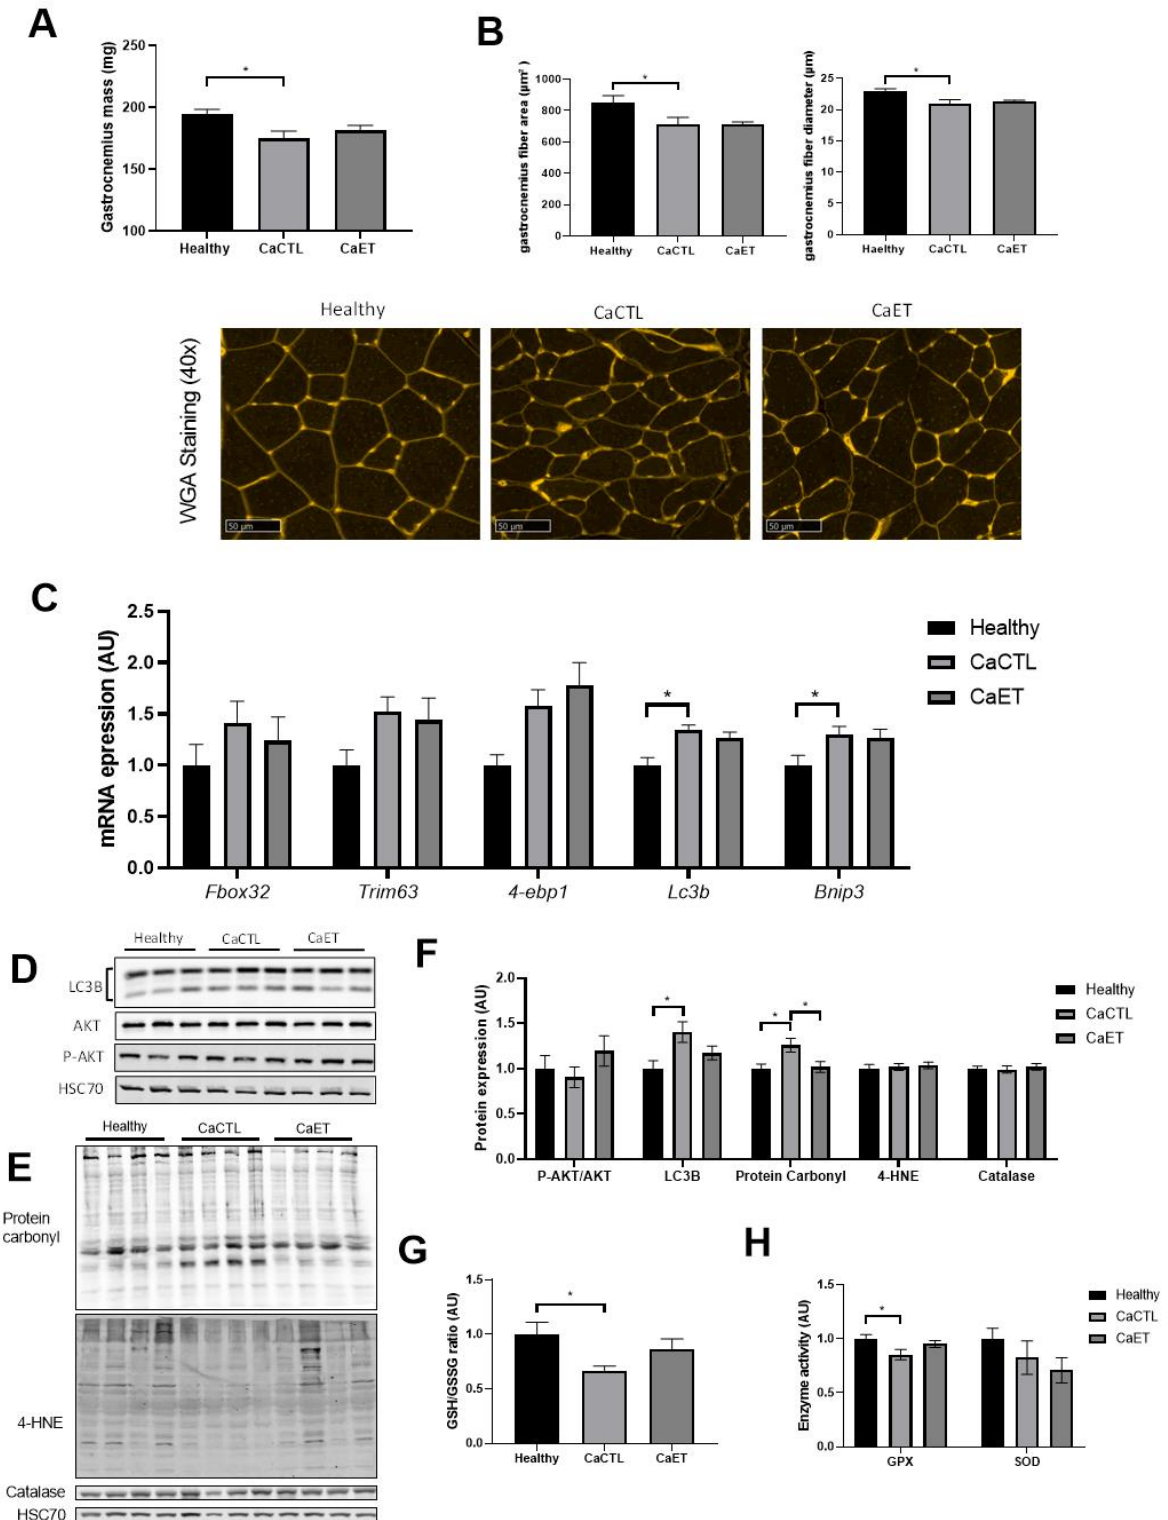 A
Gastrocnemius mass (mg)
250
200
150
100
*
Healthy CaCTL CaET
B
gastrocnemius fiber area (µm²)
1000
800
600
400
200
0
*
Healthy CaCTL CaET
gastrocnemius fiber diameter (µm)
25
20
15
10
5
0
*
Haelthy CaCTL CaET
WGA Staining (40x)
Healthy CaCTL CaET
50 µm 50 µm 50 µm
C
mRNA epression (AU)
2.5
2.0
1.5
1.0
0.5
0.0
* *
Fbox32 Trim63 4-ebp1 Lc3b Bnip3
Healthy
CaCTL
CaET
D
Healthy CaCTL CaET
LC3B
AKT
P-AKT
HSC70
E
Healthy CaCTL CaET
Protein
carbonyl
4-HNE
Catalase
HSC70
F
Protein expression (AU)
2.0
1.5
1.0
0.5
0.0
* * *
P-AKT/AKT LC3B Protein Carbonyl 4-HNE Catalase
Healthy
CaCTL
CaET
G
GSH/GSSG ratio (AU)
1.5
1.0
0.5
0.0
*
Healthy CaCTL CaET
H
Enzyme activity (AU)
1.5
1.0
0.5
0.0
*
GPX SOD
Healthy
CaCTL
CaET